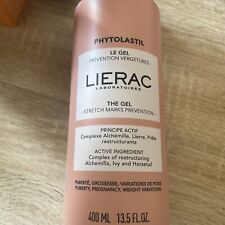 PHYTOLASTIL
LE GEL
PRÉVENTION VERGETURES
LIERAC
LABORATOIRES
THE GEL
STRETCH MARKS PREVENTION
PRINCIPE ACTIF
Complexe Alchémille, Lierre, Prêle
restructurants
ACTIVE INGREDIENT
Complex of restructuring
Alchemilla, Ivy and Horsetail
PUBERTÉ, GROSSESSE, VARIATIONS DE POIDS
PUBERTY, PREGNANCY, WEIGHT VARIATIONS
400 ML 13.5 FL.OZ.